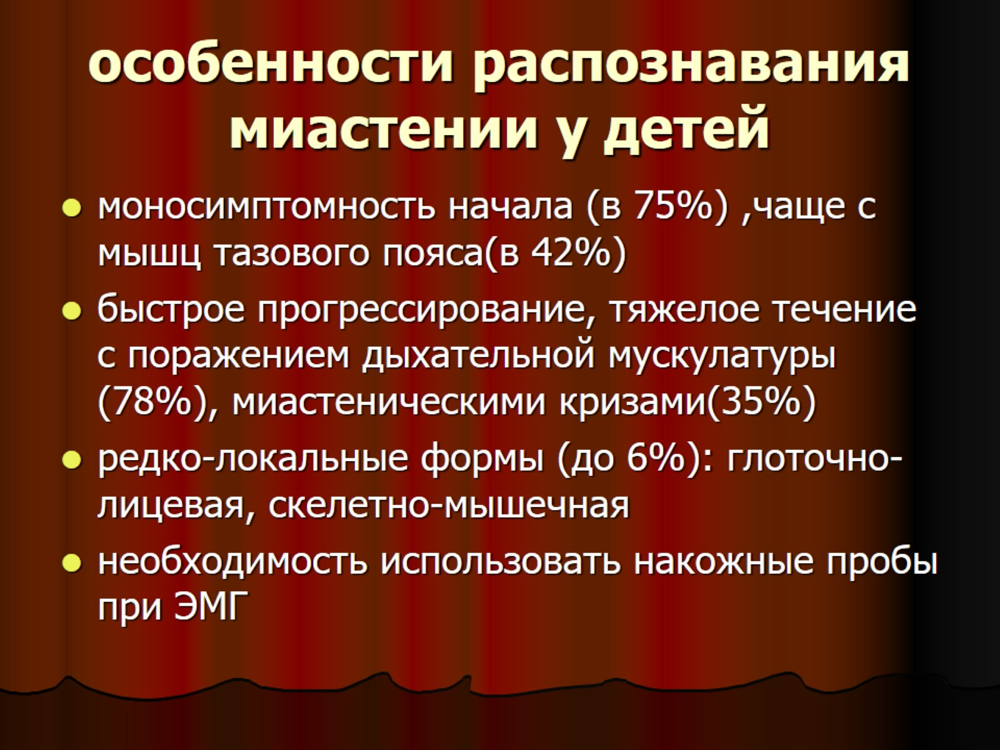 особенности распознавания
миастении у детей
моносимптомность начала (в 75%) ,чаще с
мышц тазового пояса(в 42%)
быстрое прогрессирование, тяжелое течение
с поражением дыхательной мускулатуры
(78%), миастеническими кризами(35%)
редко-локальные формы (до 6%): глоточно-
лицевая, скелетно-мышечная
необходимость использовать накожные пробы
при ЭМГ